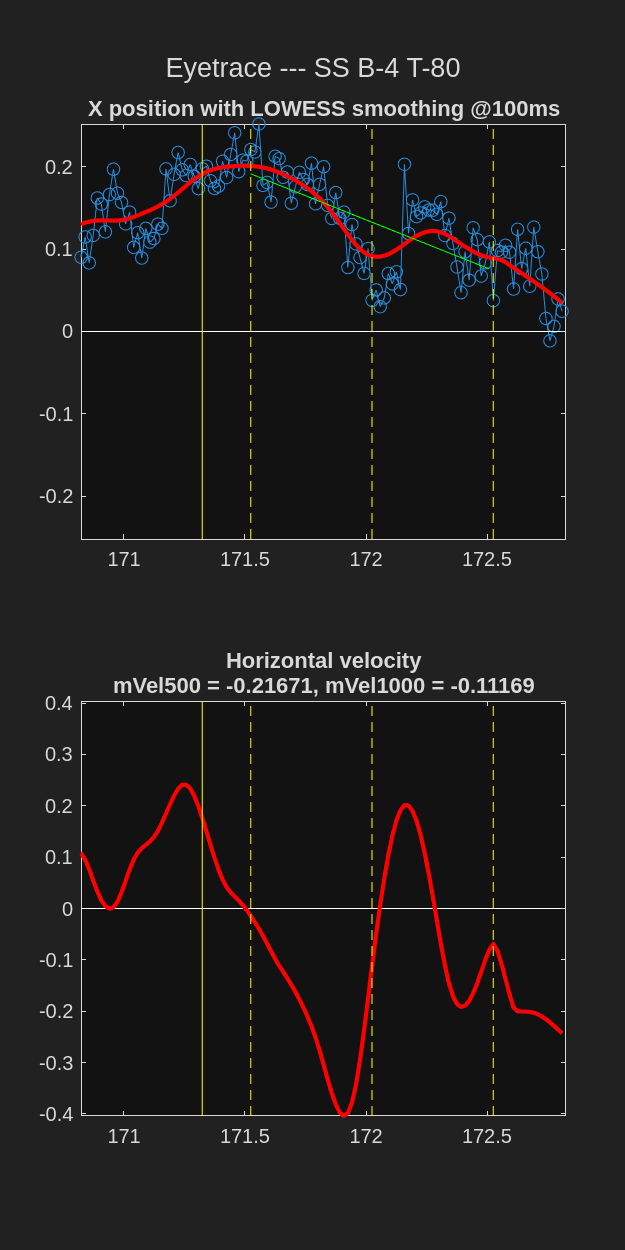 Eyetrace --- SS B-4 T-80
X position with LOWESS smoothing @100ms
0.2
0.1
0
-0.1
-0.2
171 171.5 172 172.5
Horizontal velocity
mVel500 = -0.21671, mVel1000 = -0.11169
0.4
0.3
0.2
0.1
0
-0.1
-0.2
-0.3
-0.4
171 171.5 172 172.5